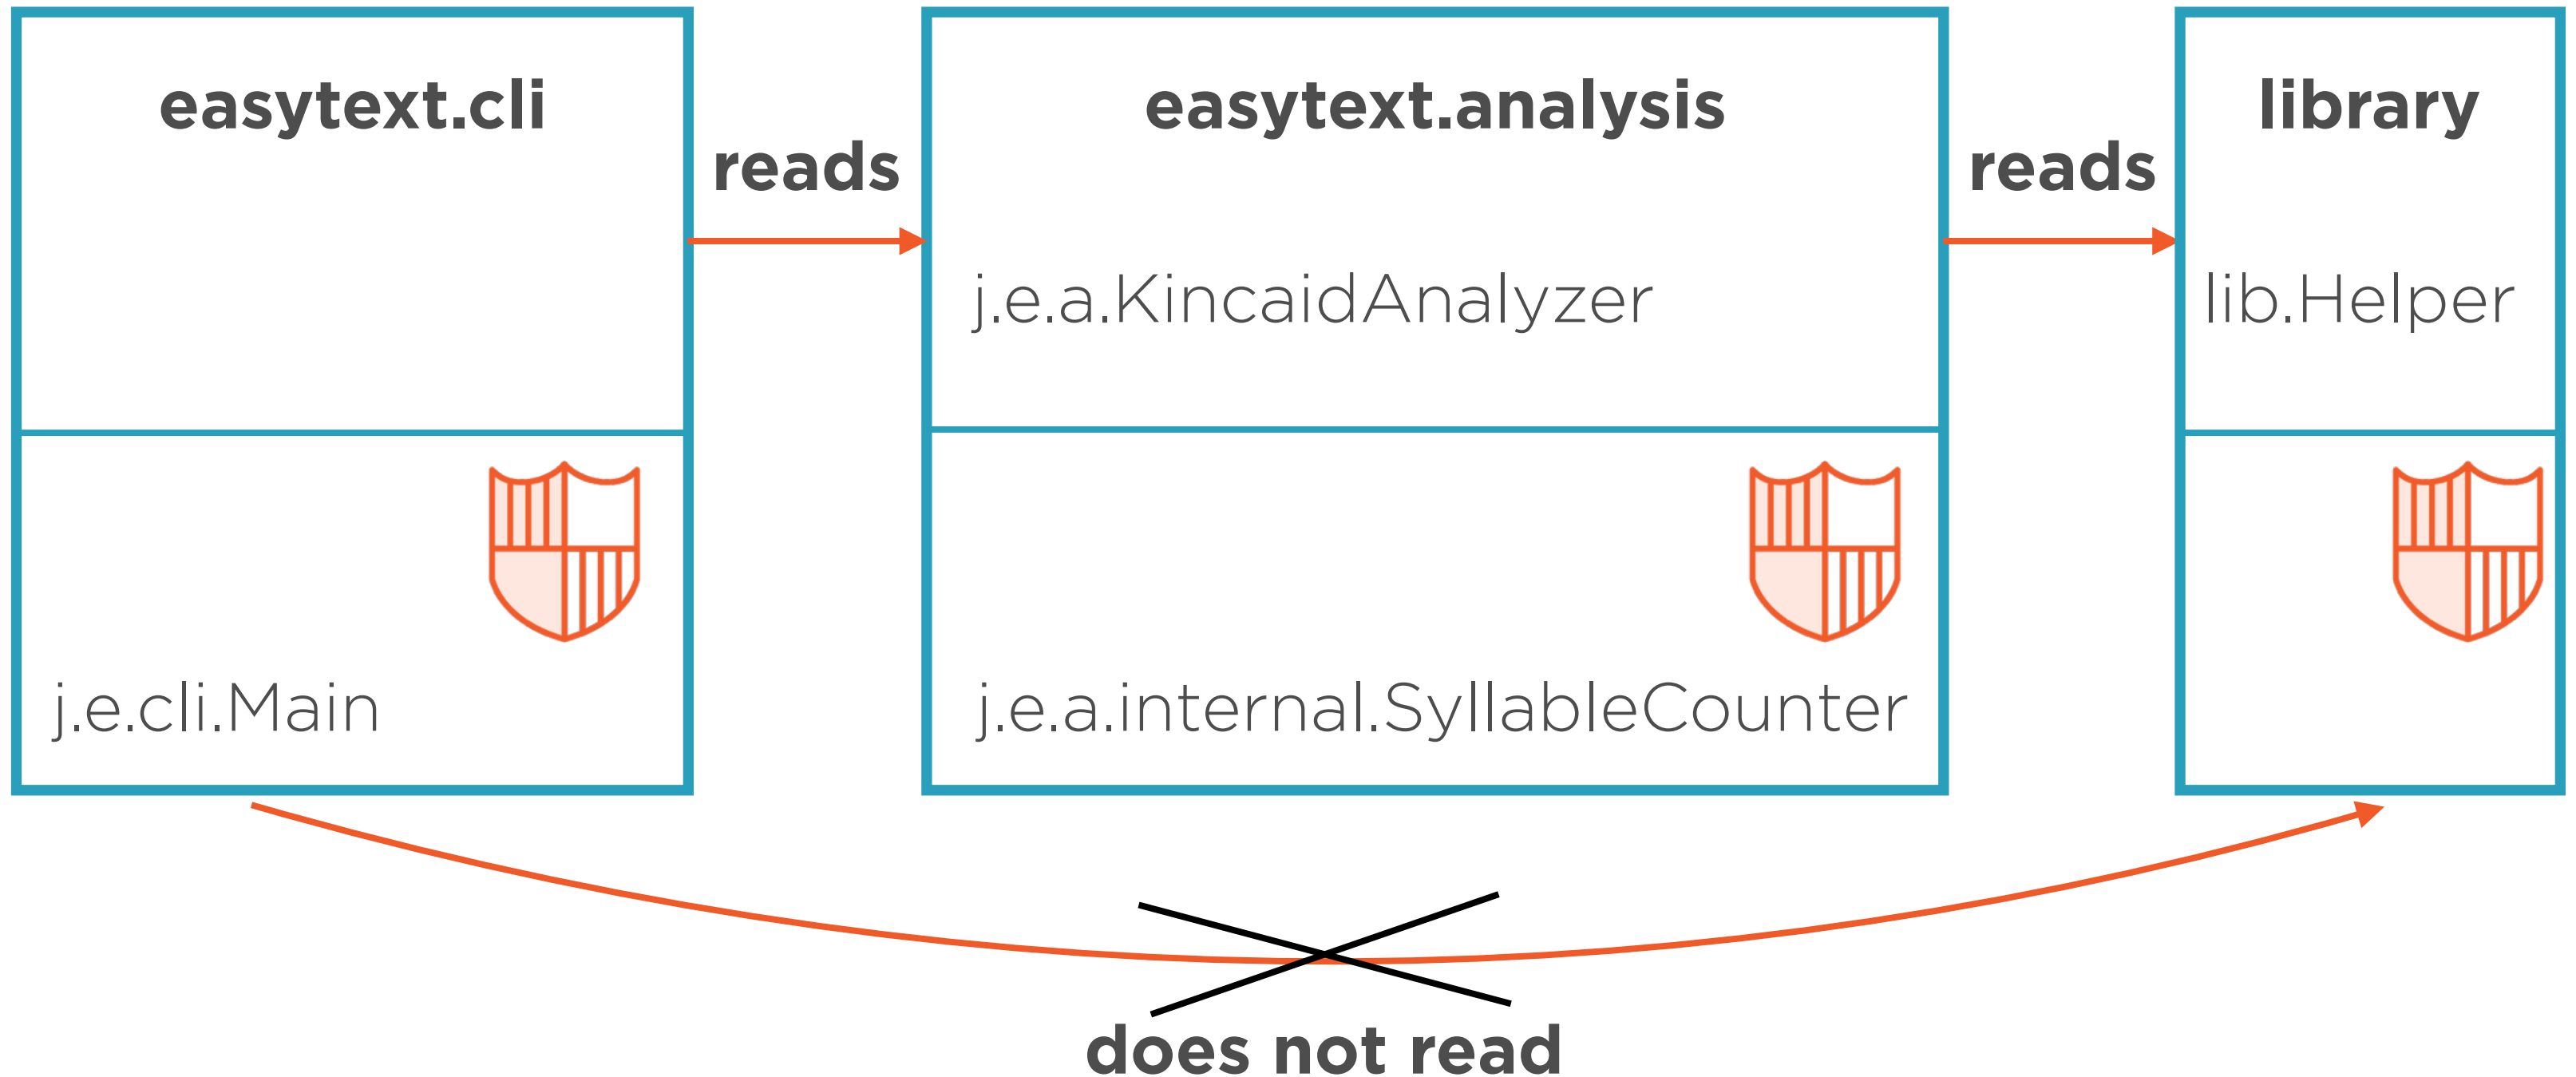 easytext.cli
reads
easytext.analysis
reads
library
j.e.a.KincaidAnalyzer
lib.Helper
j.e.cli.Main
j.e.a.internal.SyllableCounter
does not read